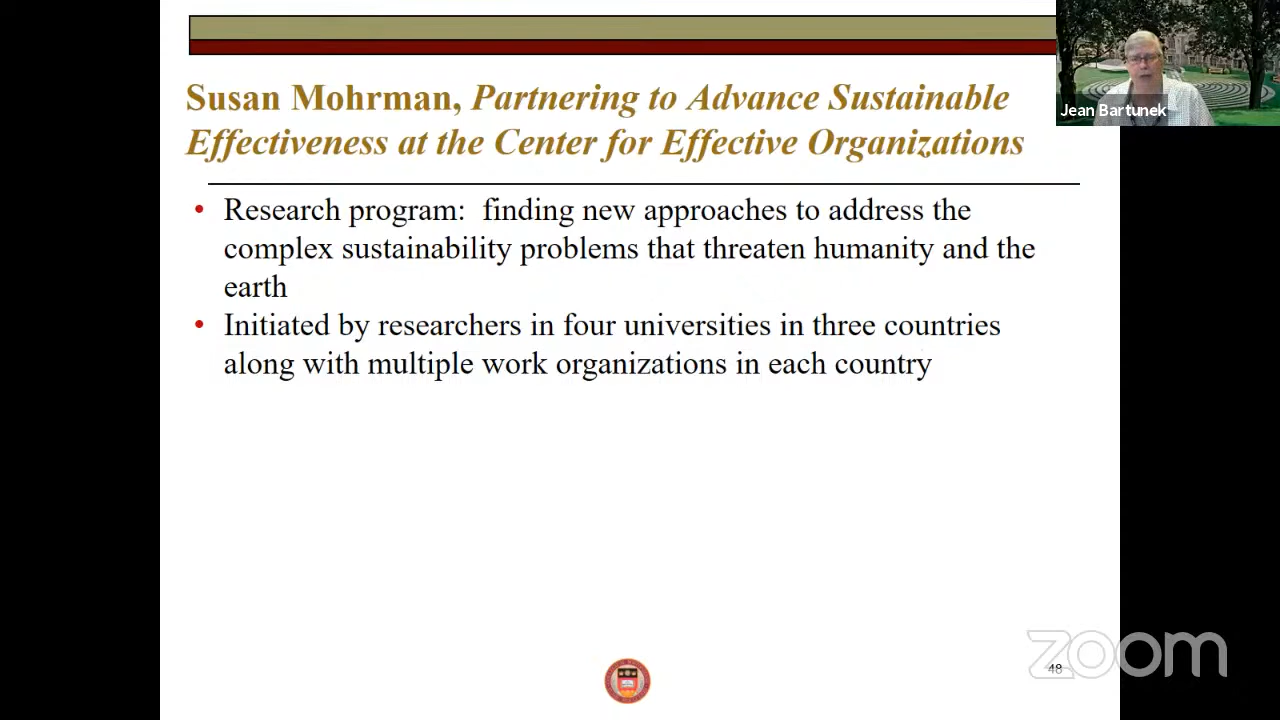 Susan Mohrman, Partnering to Advance Sustainable
Effectiveness at the Center for Effective Organizations
Jean Bartunek
• Research program:  finding new approaches to address the
complex sustainability problems that threaten humanity and the
earth
• Initiated by researchers in four universities in three countries
along with multiple work organizations in each country
zoom
48